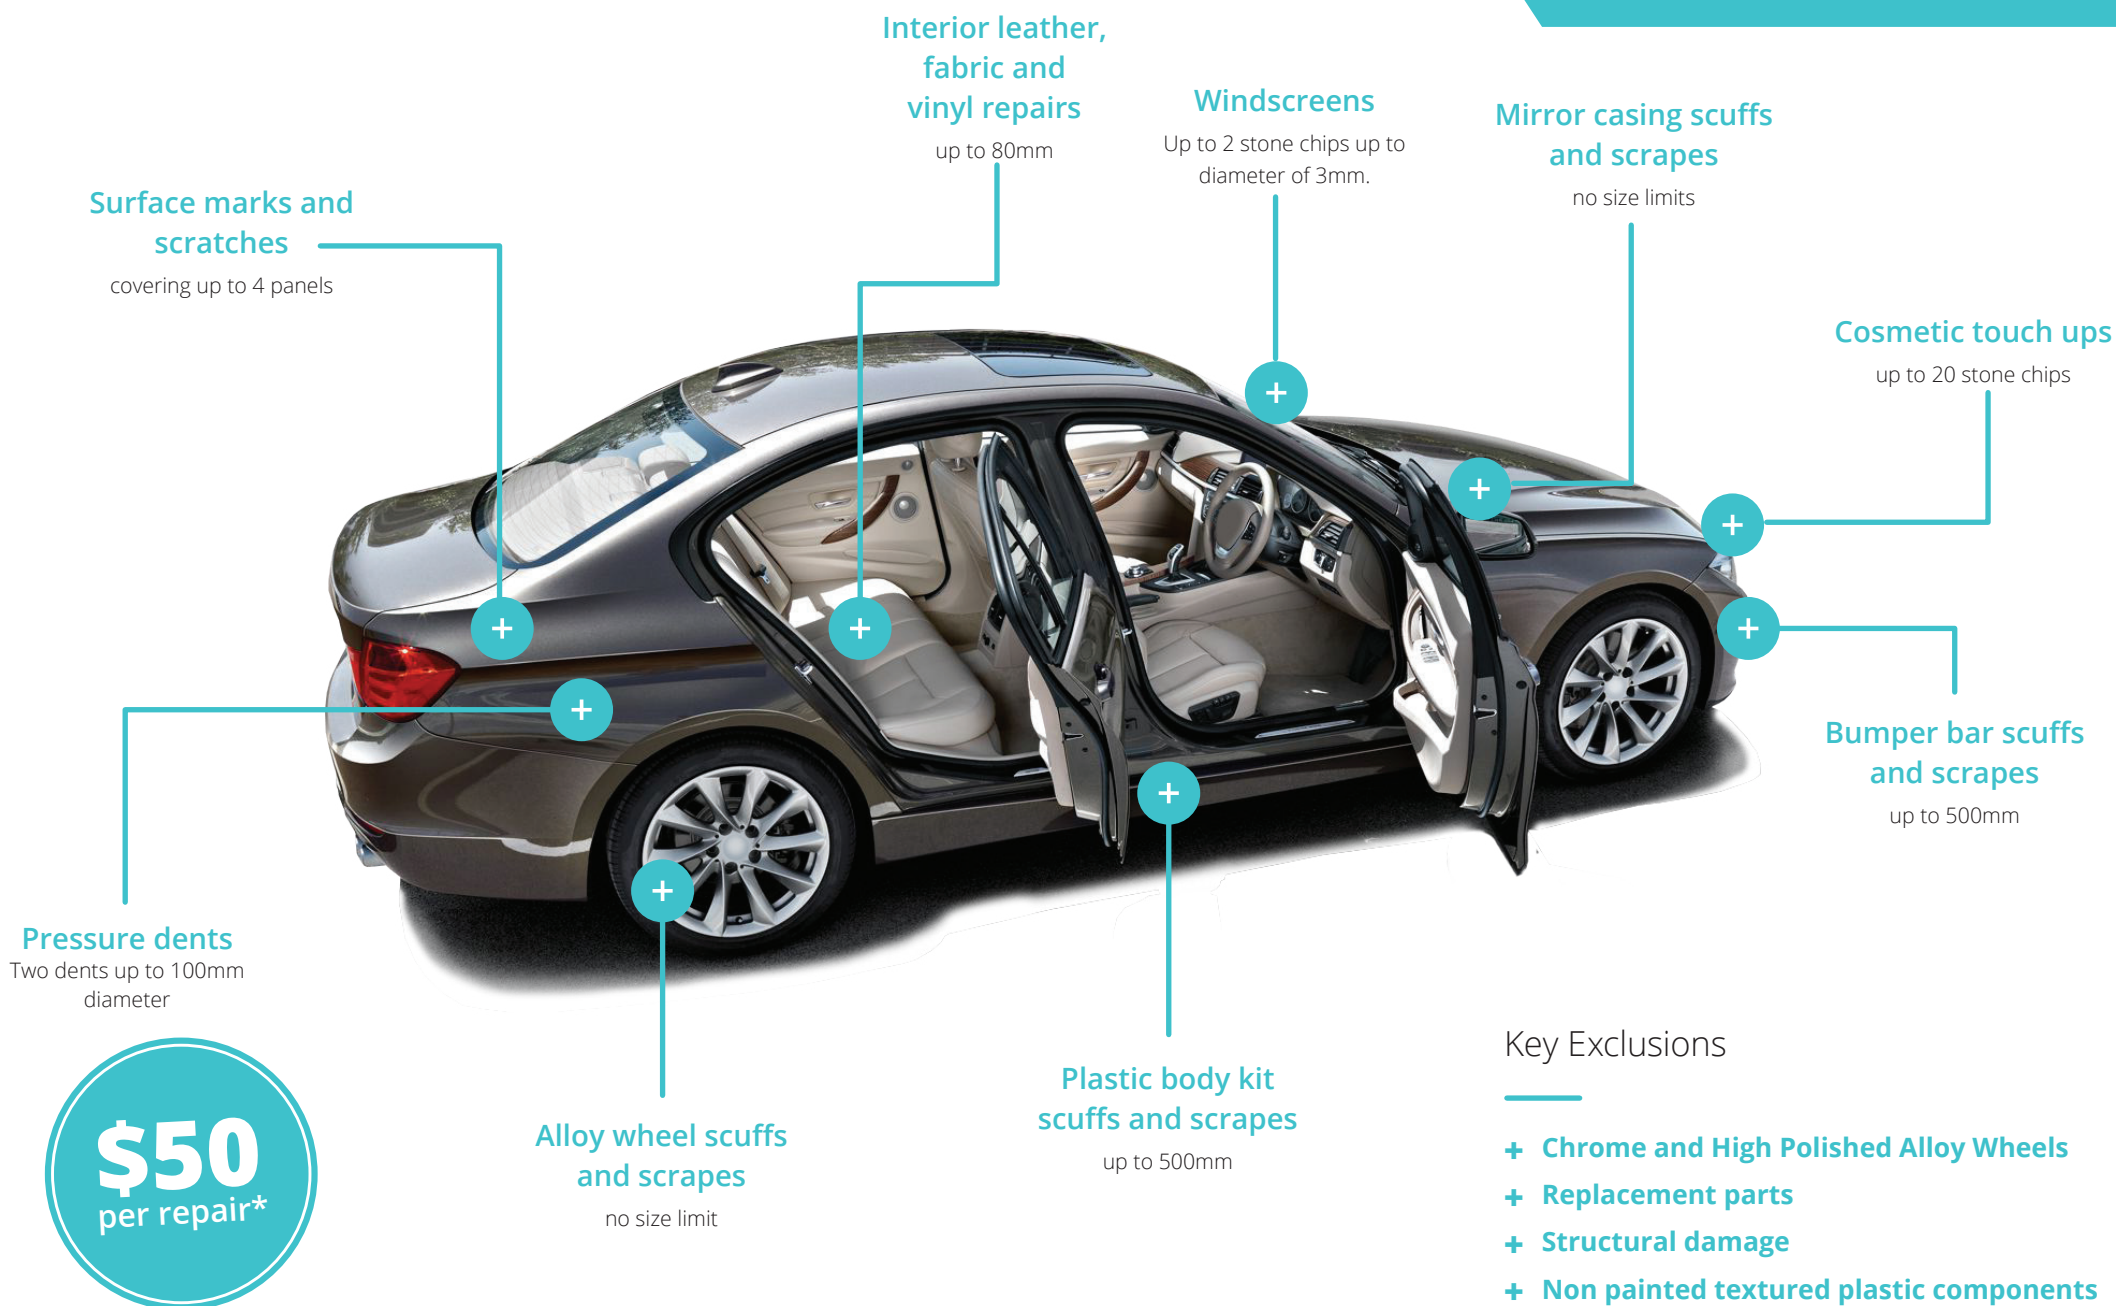 Interior leather,
fabric and
vinyl repairs
up to 80mm
Windscreens
Up to 2 stone chips up to
diameter of 3mm.
Mirror casing scuffs
and scrapes
no size limits
Surface marks and
scratches
covering up to 4 panels
Cosmetic touch ups
up to 20 stone chips
Bumper bar scuffs
and scrapes
up to 500mm
Pressure dents
Two dents up to 100mm
diameter
$50
per repair*
Alloy wheel scuffs
and scrapes
no size limit
Plastic body kit
scuffs and scrapes
up to 500mm
Key Exclusions
+ Chrome and High Polished Alloy Wheels
+ Replacement parts
+ Structural damage
+ Non painted textured plastic components